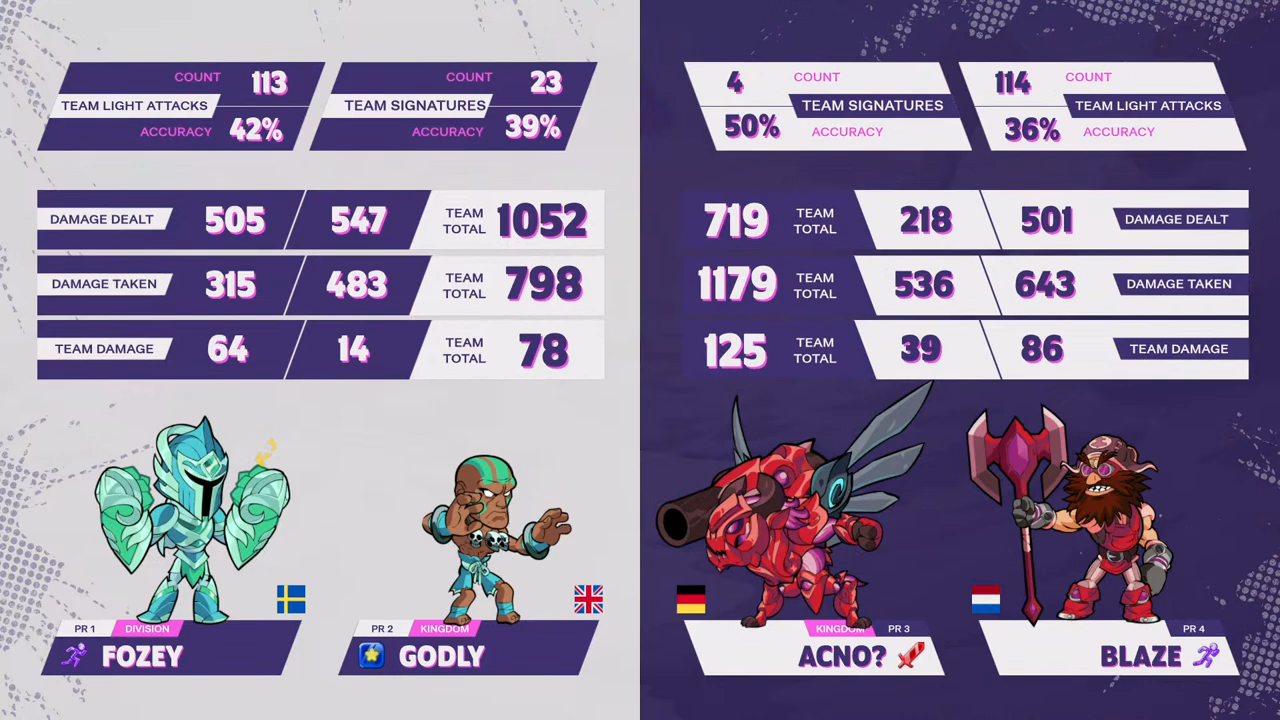 COUNT 113
TEAM LIGHT ATTACKS
ACCURACY 42%
COUNT 23
TEAM SIGNATURES
ACCURACY 39%
4 COUNT
TEAM SIGNATURES
50% ACCURACY
114 COUNT
TEAM LIGHT ATTACKS
36% ACCURACY
DAMAGE DEALT 505 547 TEAM TOTAL 1052
DAMAGE TAKEN 315 483 TEAM TOTAL 798
TEAM DAMAGE 64 14 TEAM TOTAL 78
719 TEAM TOTAL 218 501 DAMAGE DEALT
1179 TEAM TOTAL 536 643 DAMAGE TAKEN
125 TEAM TOTAL 39 86 TEAM DAMAGE
PR 1 DIVISION
FOZEY
PR 2 KINGDOM
GODLY
KINGDOM PR 3
ACNO?
PR 4
BLAZE